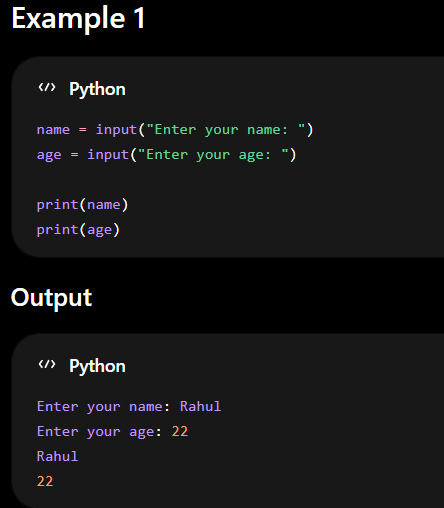 Example 1
Python
name = input("Enter your name: ")
age = input("Enter your age: ")
print(name)
print(age)
Output
Python
Enter your name: Rahul
Enter your age: 22
Rahul
22